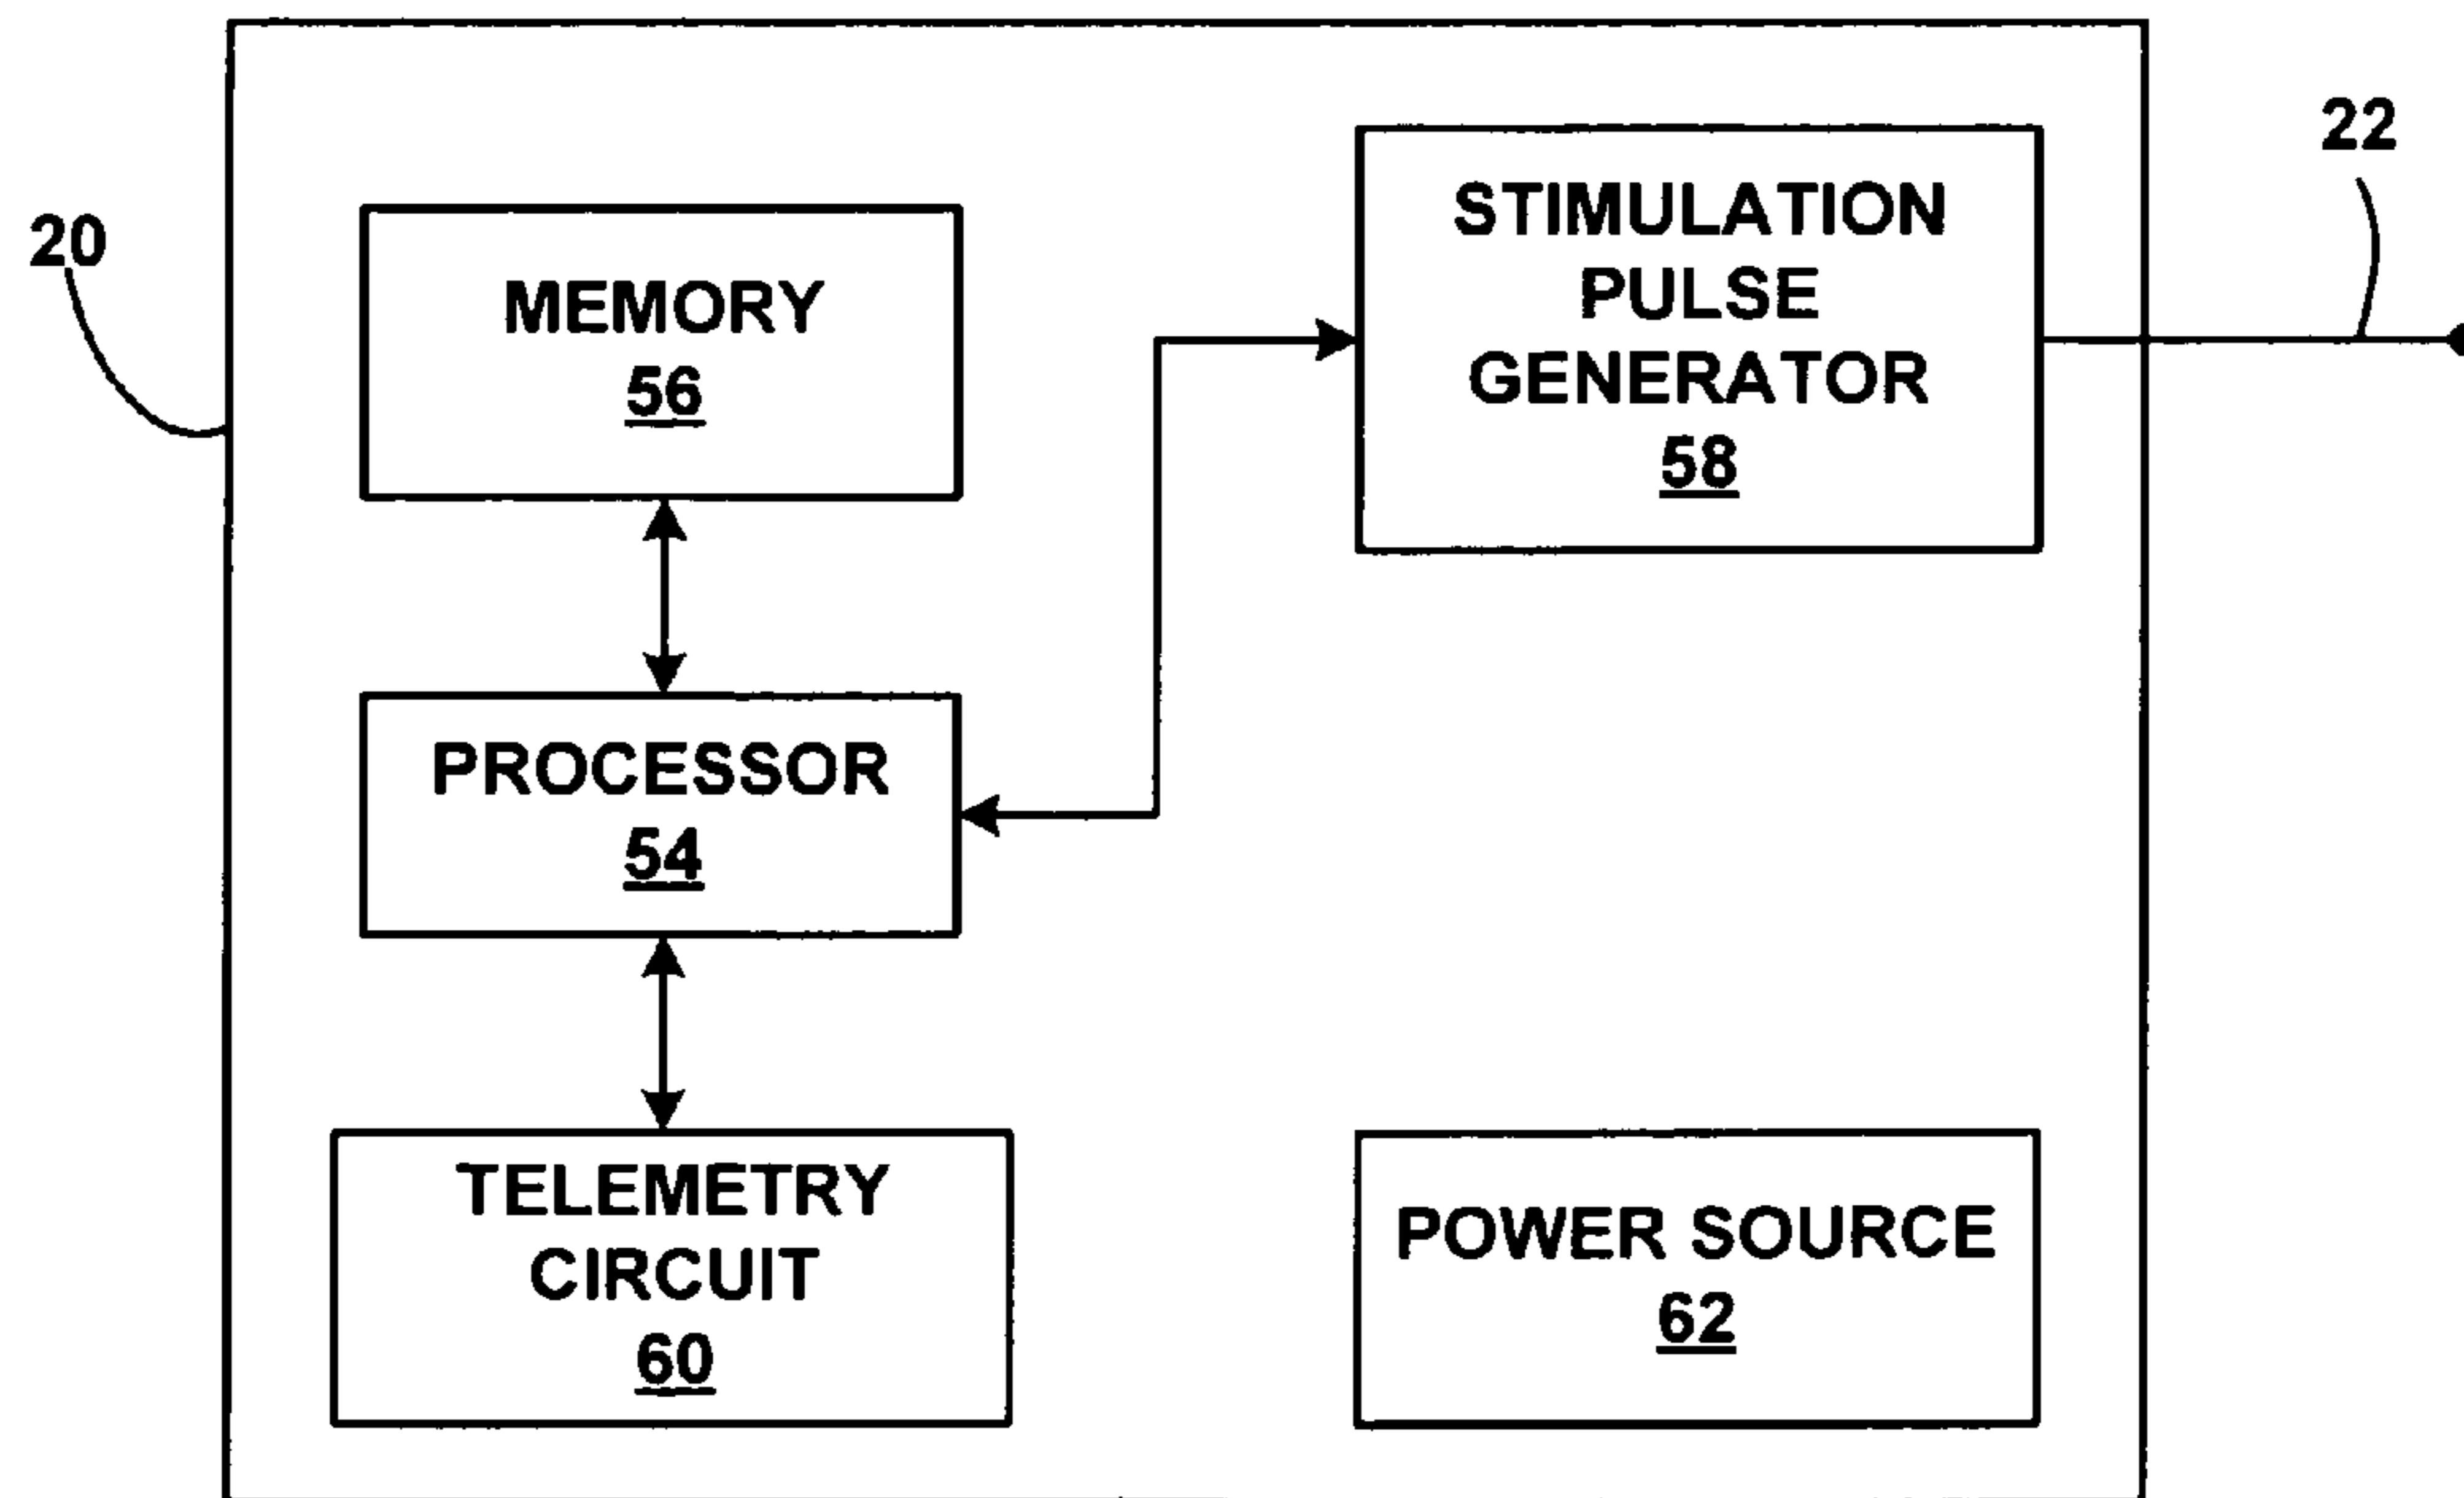 20
MEMORY
56
STIMULATION
PULSE
GENERATOR
58
22
PROCESSOR
54
TELEMETRY
CIRCUIT
60
POWER SOURCE
62